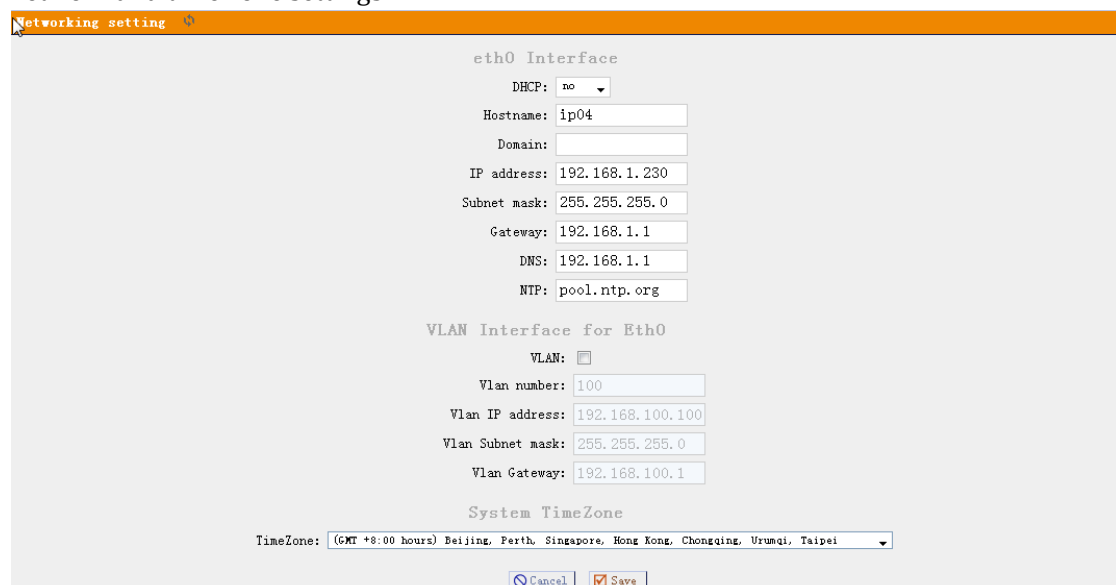 Networking setting
eth0 Interface
DHCP: no
Hostname: ip04
Domain:
IP address: 192.168.1.230
Subnet mask: 255.255.255.0
Gateway: 192.168.1.1
DNS: 192.168.1.1
NTP: pool.ntp.org
VLAN Interface for Eth0
VLAN:
Vlan number: 100
Vlan IP address: 192.168.100.100
Vlan Subnet mask: 255.255.255.0
Vlan Gateway: 192.168.100.1
System TimeZone
TimeZone: (GMT +8:00 hours) Beijing, Perth, Singapore, Hong Kong, Chongqing, Urumqi, Taipei
Cancel Save